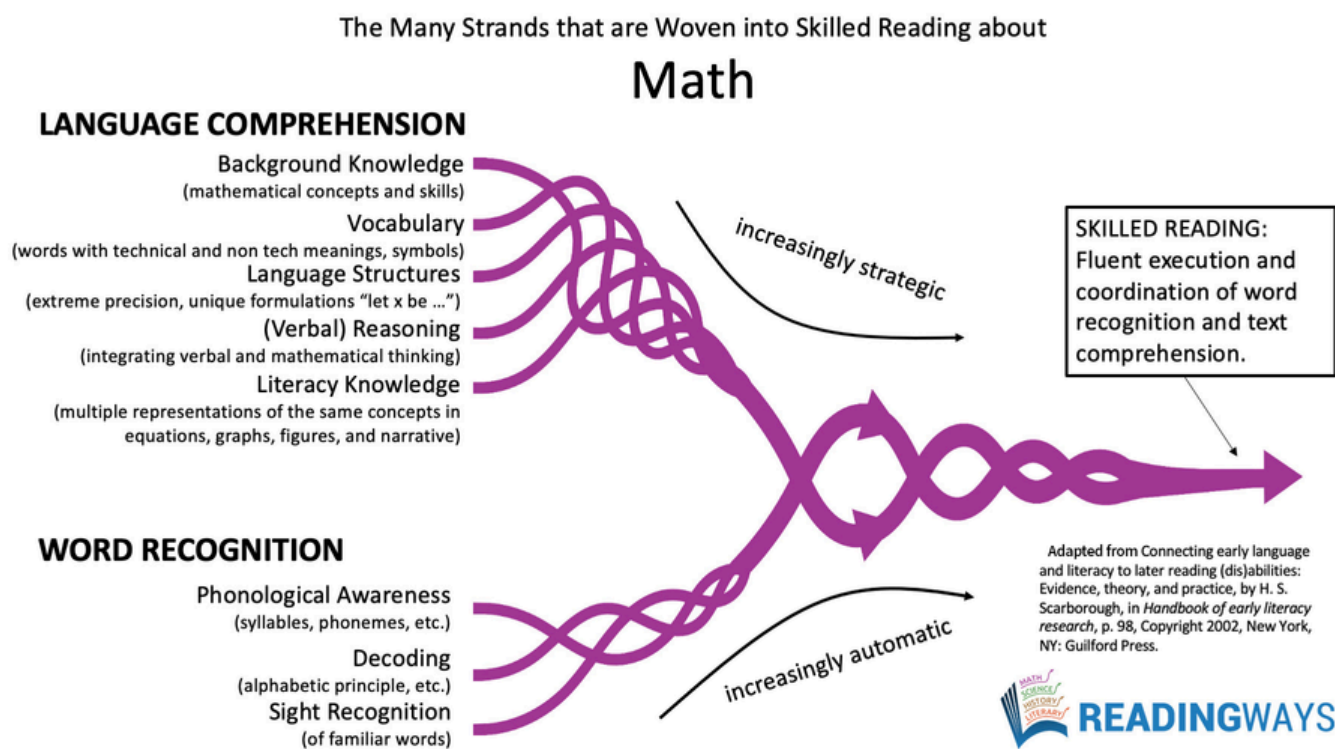 The Many Strands that are Woven into Skilled Reading about
Math
LANGUAGE COMPREHENSION
Background Knowledge
(mathematical concepts and skills)
Vocabulary
(words with technical and non tech meanings, symbols)
Language Structures
(extreme precision, unique formulations “let x be ...”)
(Verbal) Reasoning
(integrating verbal and mathematical thinking)
Literacy Knowledge
(multiple representations of the same concepts in
equations, graphs, figures, and narrative)
increasingly strategic
SKILLED READING:
Fluent execution and
coordination of word
recognition and text
comprehension.
WORD RECOGNITION
Phonological Awareness
(syllables, phonemes, etc.)
Decoding
(alphabetic principle, etc.)
Sight Recognition
(of familiar words)
increasingly automatic
Adapted from Connecting early language
and literacy to later reading (dis)abilities:
Evidence, theory, and practice, by H. S.
Scarborough, in Handbook of early literacy
research, p. 98, Copyright 2002, New York,
NY: Guilford Press.
MATH
SCIENCE
HISTORY
LITERARY
READINGWAYS